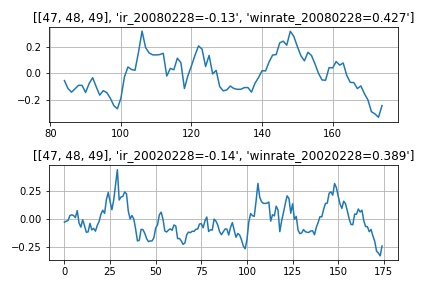 [[47, 48, 49], 'ir_20080228=-0.13', 'winrate_20080228=0.427']
0.2
0.0
−0.2
80 100 120 140 160
[[47, 48, 49], 'ir_20020228=-0.14', 'winrate_20020228=0.389']
0.25
0.00
−0.25
0 25 50 75 100 125 150 175